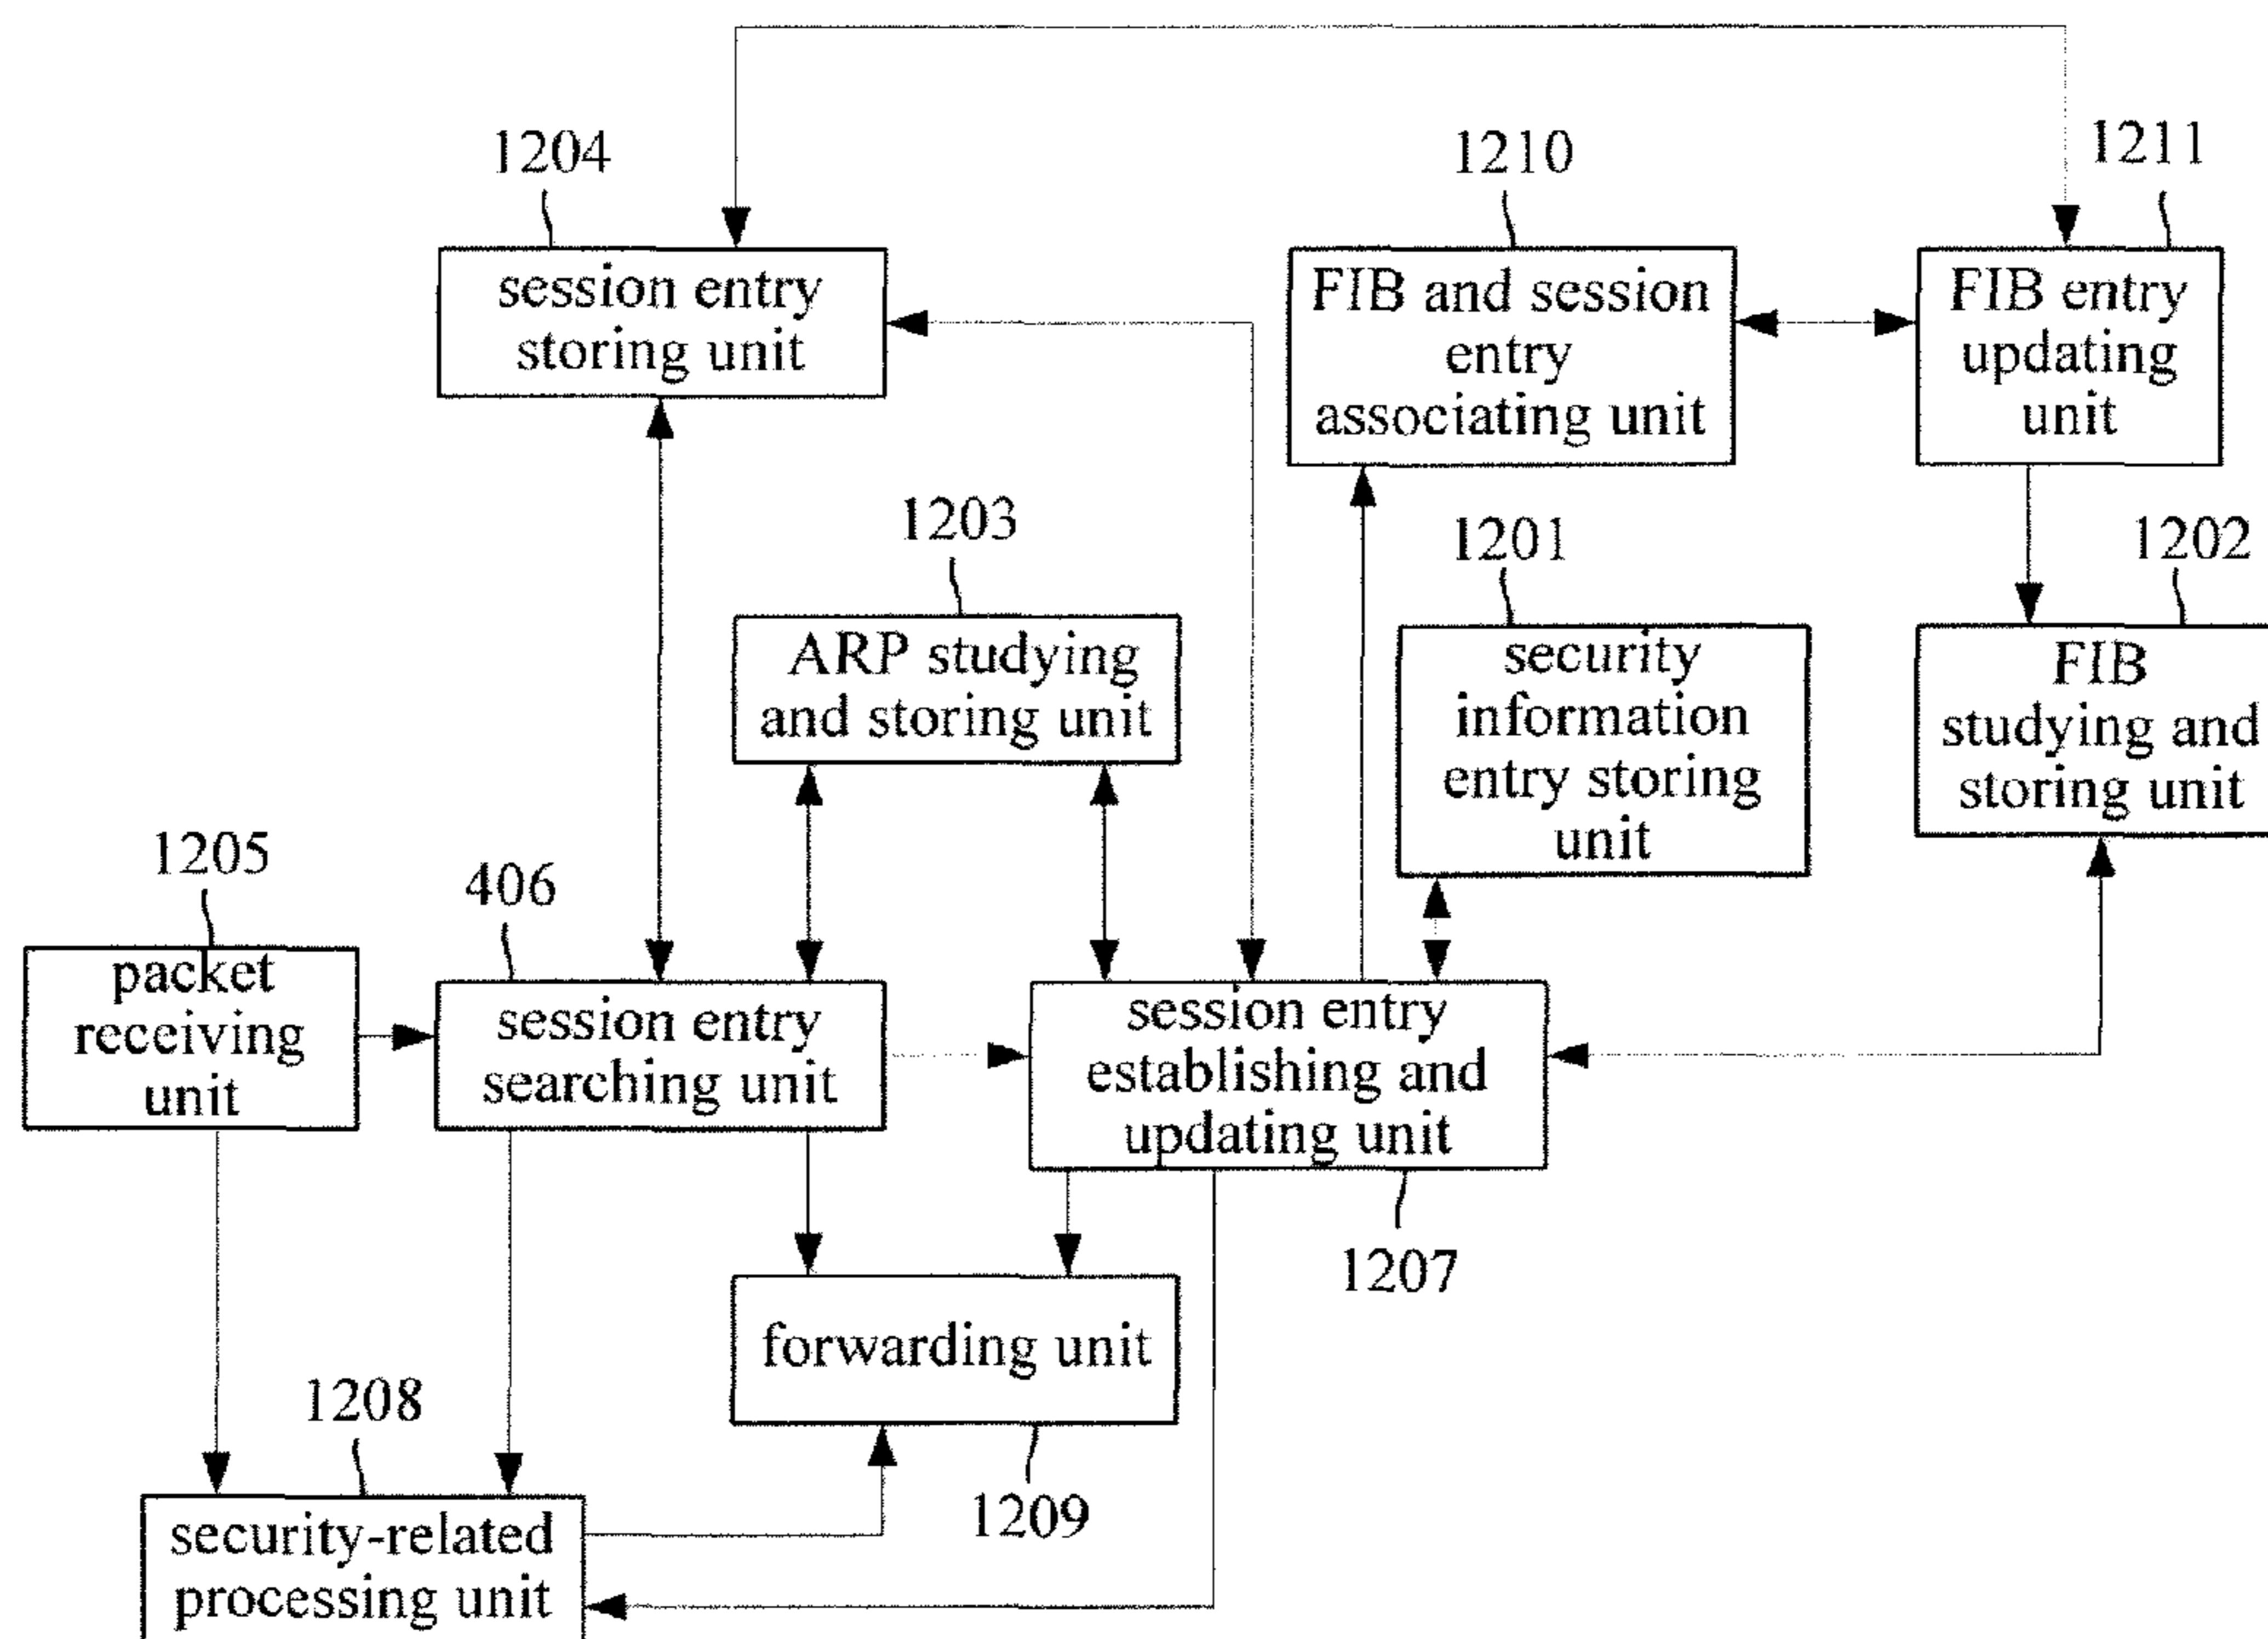 1204
1210
1211
session entry
storing unit
FIB and session
entry
associating unit
FIB entry
updating
unit
1203
1201
1202
ARP studying
and storing unit
security
information
entry storing
unit
FIB
studying and
storing unit
1205
406
packet
receiving
unit
session entry
searching unit
session entry
establishing and
updating unit
1207
forwarding unit
1208
1209
security-related
processing unit